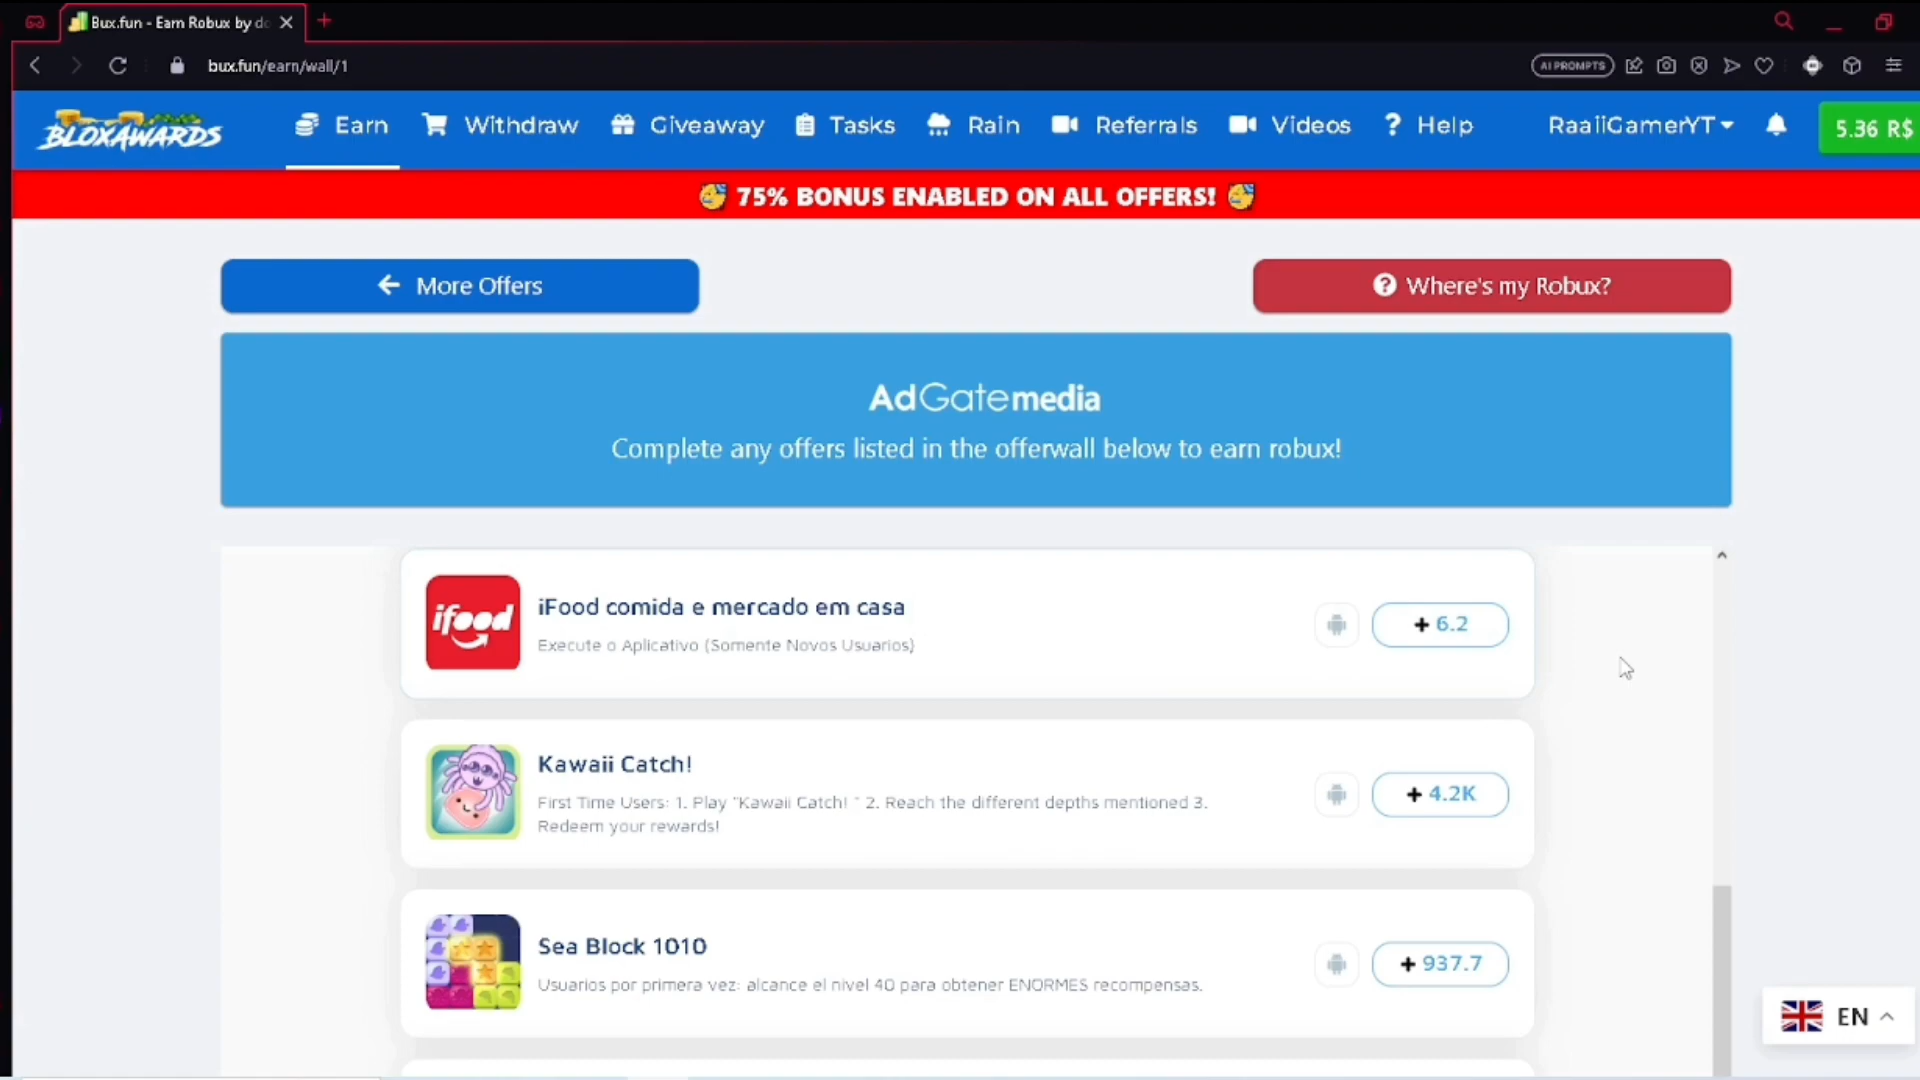 Bux.fun - Earn Robux by do
bux.fun/earn/wall/1
AI PROMPTS
BLOXAWARDS
Earn
Withdraw
Giveaway
Tasks
Rain
Referrals
Videos
Help
RaaiiGamerYT
5.36 R$
75% BONUS ENABLED ON ALL OFFERS!
More Offers
Where's my Robux?
AdGatemedia
Complete any offers listed in the offerwall below to earn robux!
ifood
iFood comida e mercado em casa
Execute o Aplicativo (Somente Novos Usuarios)
+ 6.2
Kawaii Catch!
First Time Users: 1. Play "Kawaii Catch! " 2. Reach the different depths mentioned 3.
Redeem your rewards!
+ 4.2K
Sea Block 1010
Usuarios por primera vez: alcance el nivel 40 para obtener ENORMES recompensas.
+ 937.7
EN